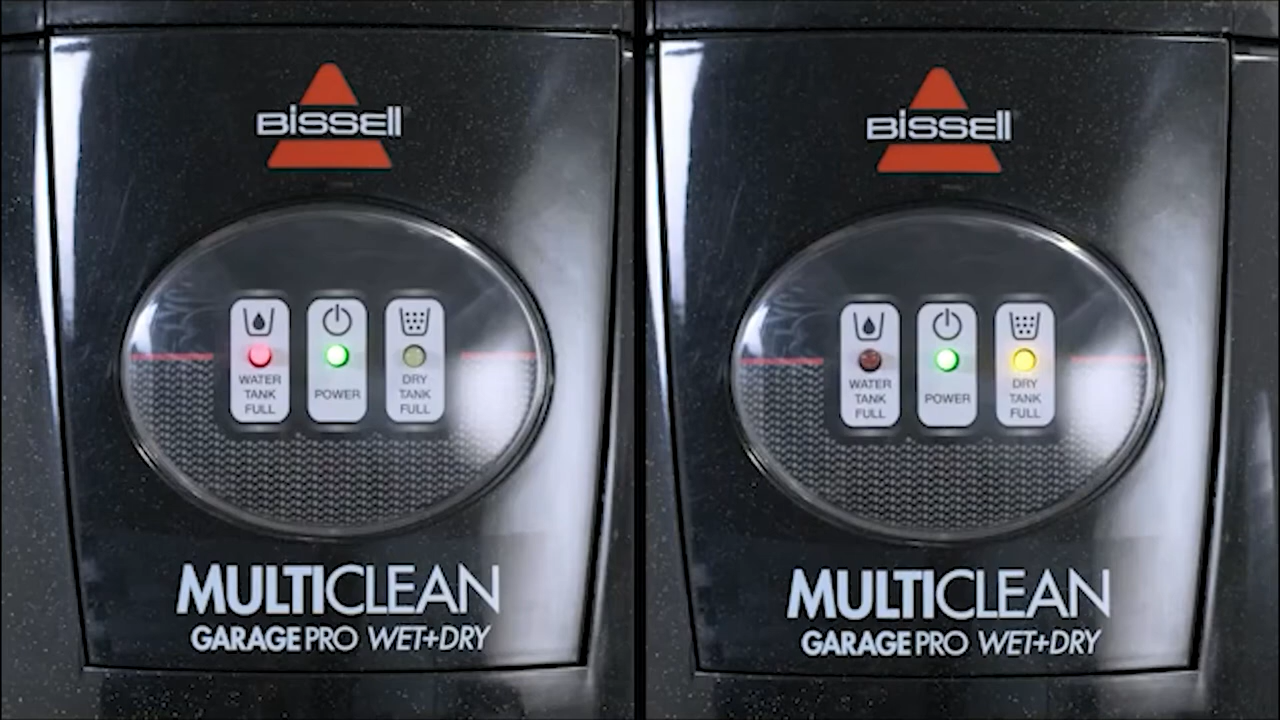 BISSELL
WATER
TANK
FULL
POWER
DRY
TANK
FULL
MULTICLEAN
GARAGE PRO WET+DRY
BISSELL
WATER
TANK
FULL
POWER
DRY
TANK
FULL
MULTICLEAN
GARAGE PRO WET+DRY